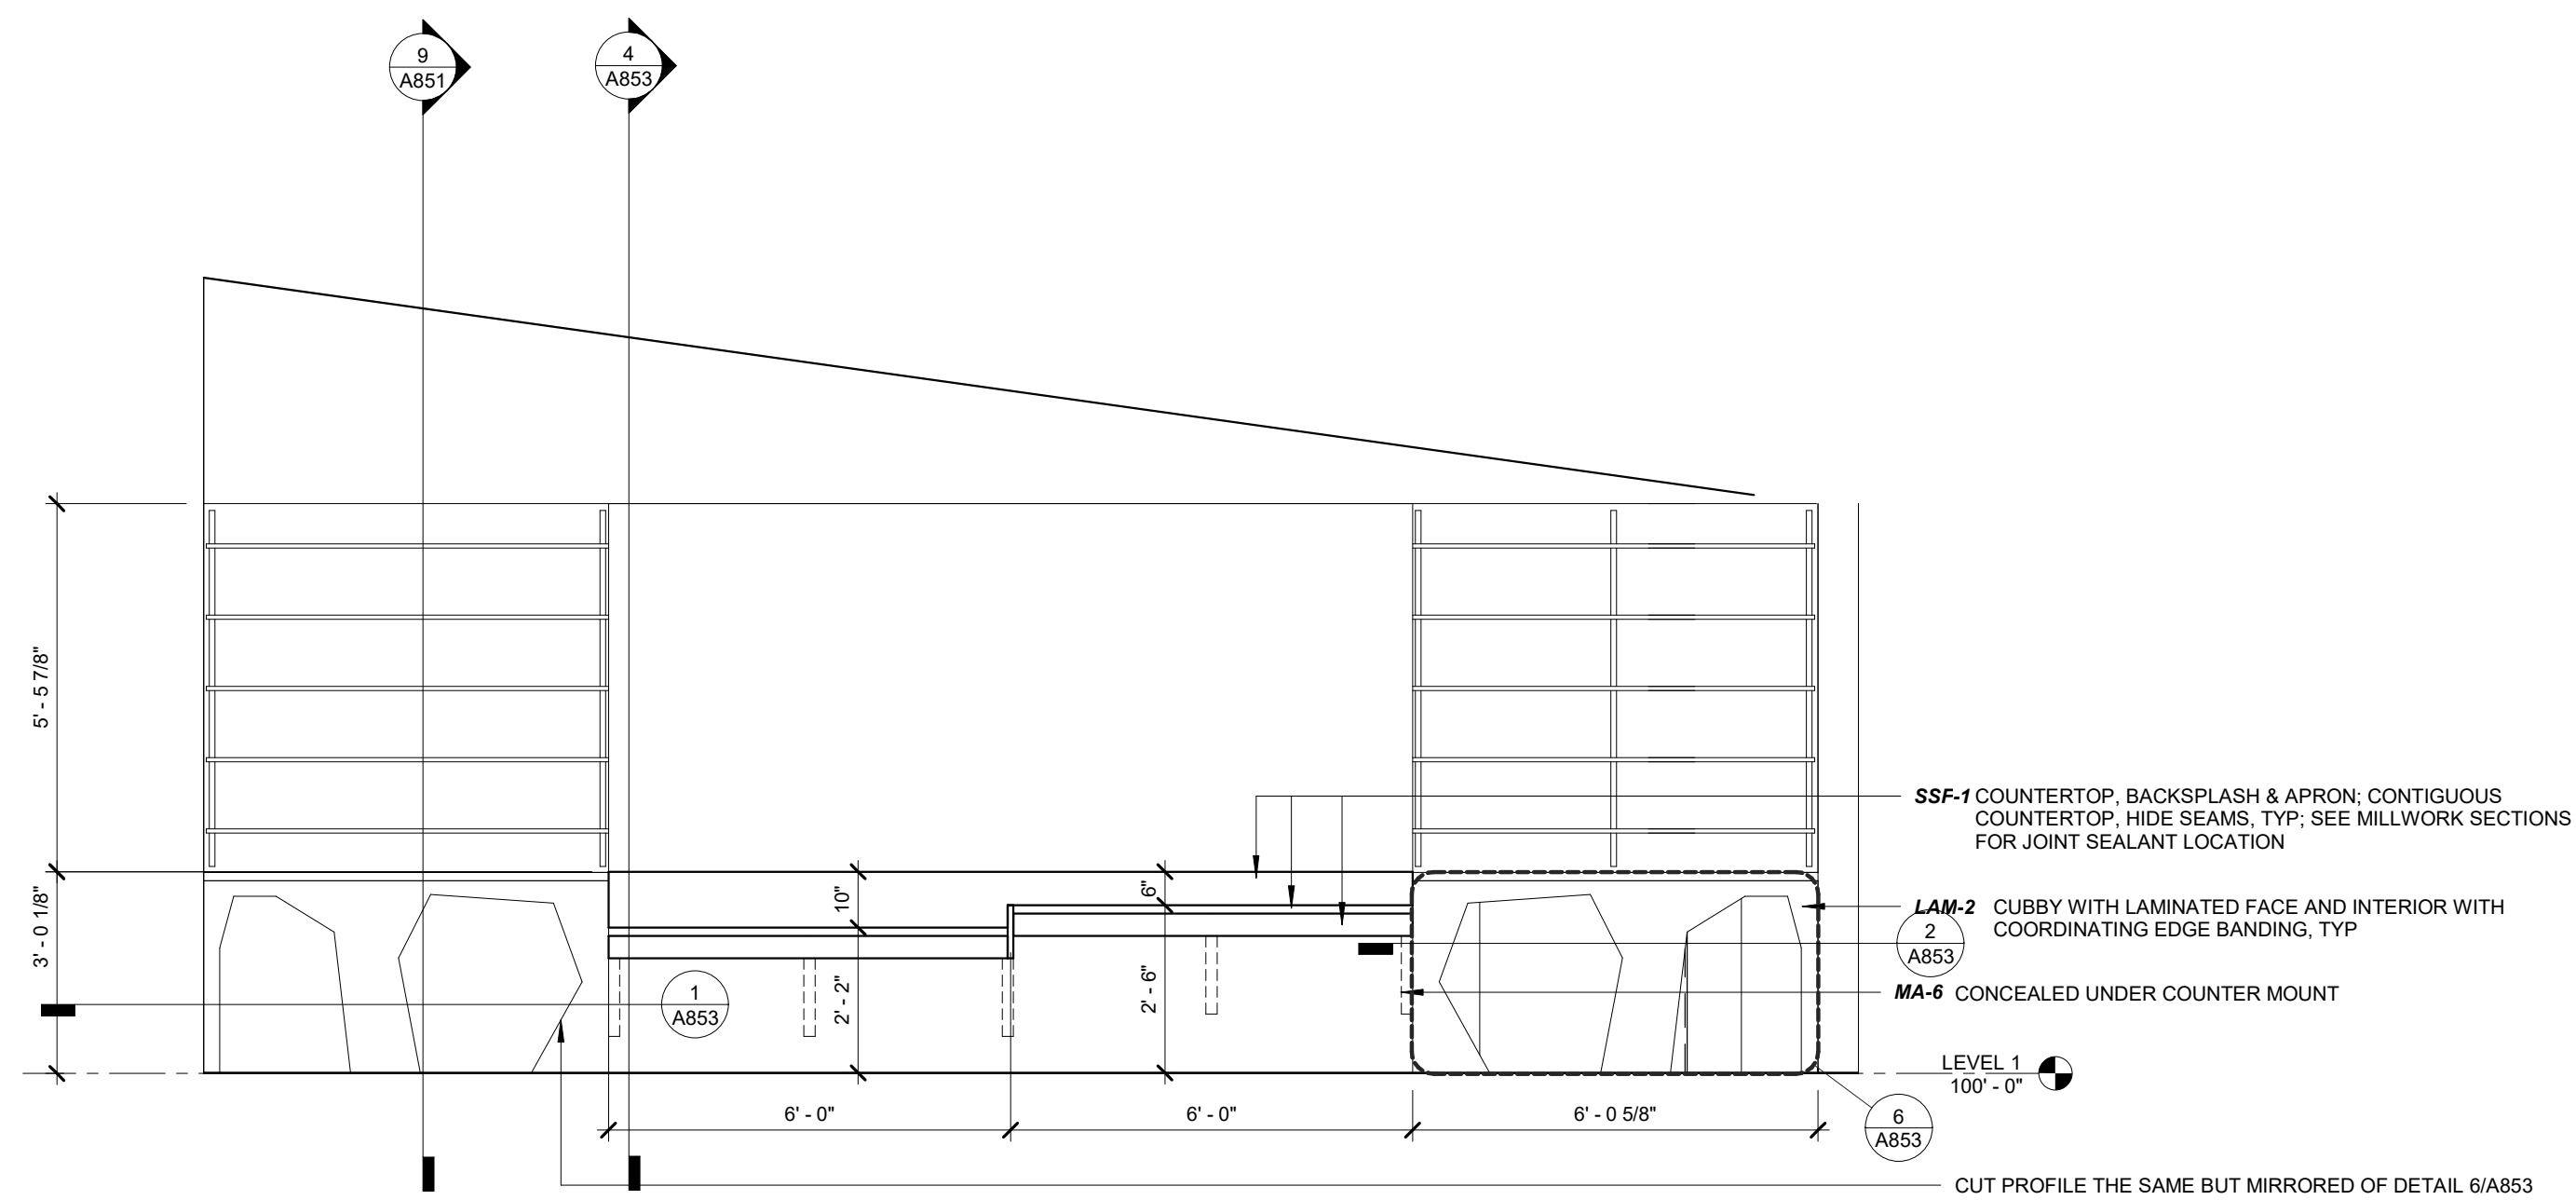 9
A851
4
A853
5' - 5 7/8"
3' - 0 1/8"
10"
6"
2' - 2"
2' - 6"
1
A853
SSF-1 COUNTERTOP, BACKSPLASH & APRON; CONTIGUOUS
COUNTERTOP, HIDE SEAMS, TYP; SEE MILLWORK SECTIONS
FOR JOINT SEALANT LOCATION
LAM-2 CUBBY WITH LAMINATED FACE AND INTERIOR WITH
COORDINATING EDGE BANDING, TYP
2
A853
MA-6 CONCEALED UNDER COUNTER MOUNT
LEVEL 1
100' - 0"
6' - 0"
6' - 0"
6' - 0 5/8"
6
A853
CUT PROFILE THE SAME BUT MIRRORED OF DETAIL 6/A853